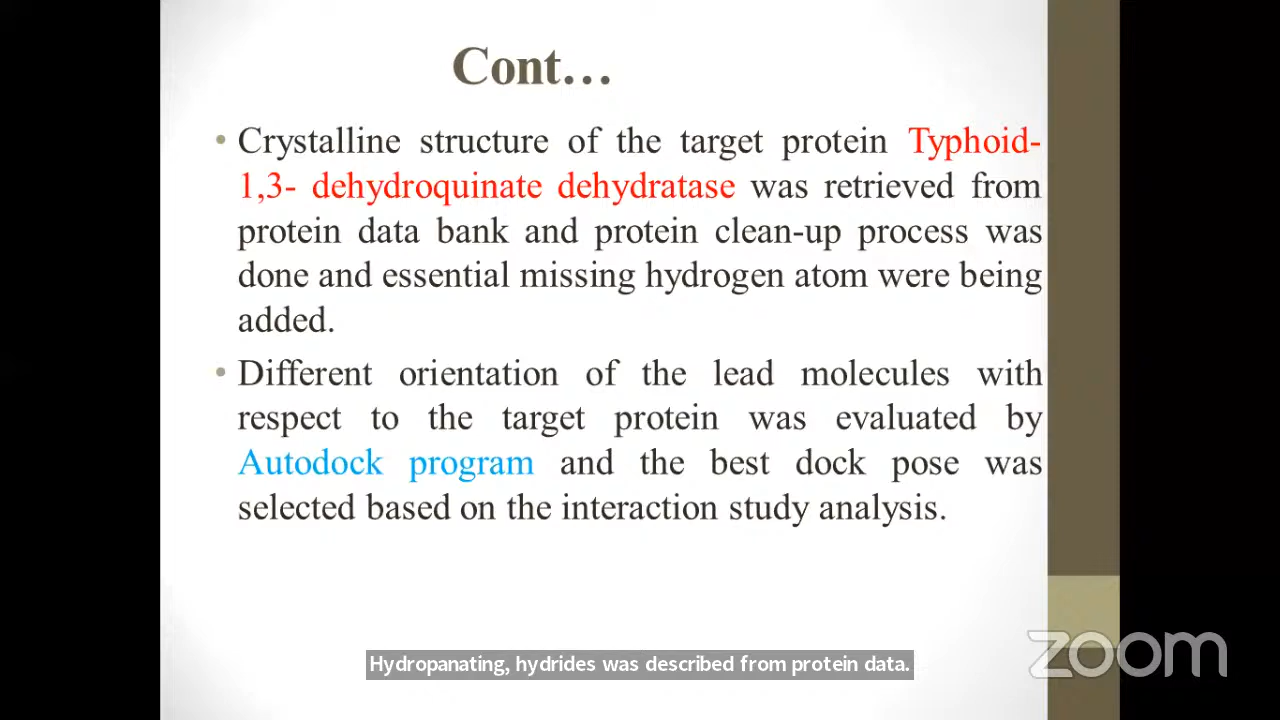 Cont…
• Crystalline structure of the target protein Typhoid-
1,3- dehydroquinate dehydratase was retrieved from
protein data bank and protein clean-up process was
done and essential missing hydrogen atom were being
added.
• Different orientation of the lead molecules with
respect to the target protein was evaluated by
Autodock program and the best dock pose was
selected based on the interaction study analysis.
zoom
Hydropanating, hydrides was described from protein data.